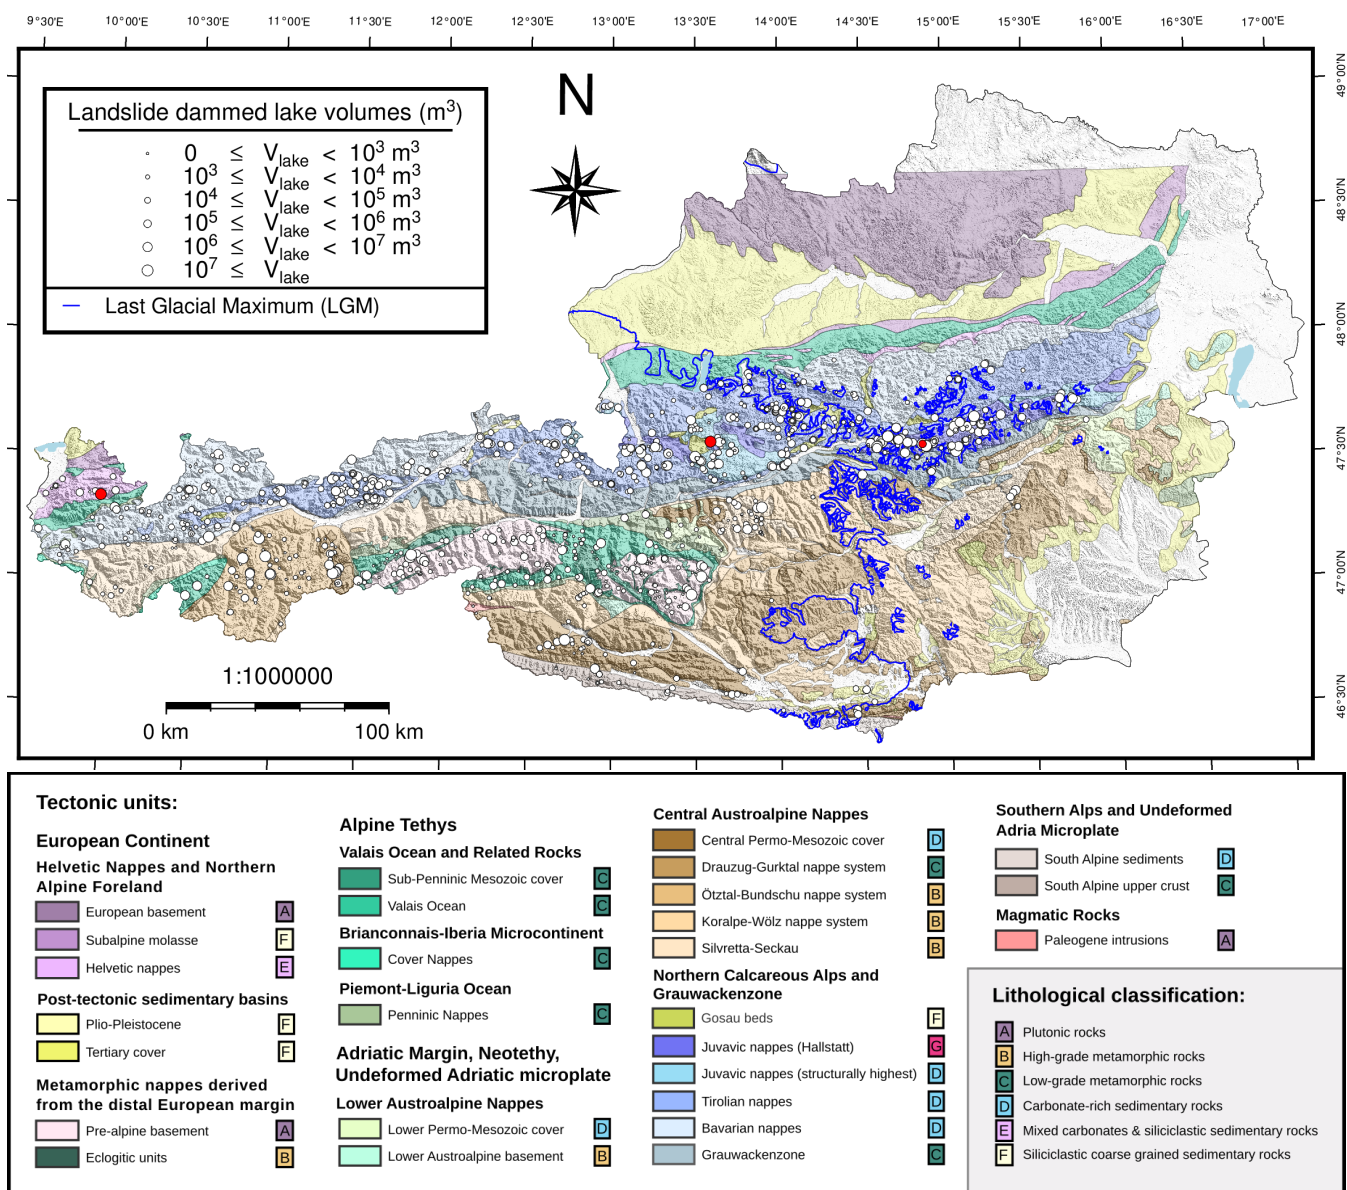 9°30'E 10°00'E 10°30'E 11°00'E 11°30'E 12°00'E 12°30'E 13°00'E 13°30'E 14°00'E 14°30'E 15°00'E 15°30'E 16°00'E 16°30'E 17°00'E
49°00'N
48°30'N
48°00'N
47°30'N
47°00'N
46°30'N
Landslide dammed lake volumes (m³)
0 ≤ Vlake < 10³ m³
10³ ≤ Vlake < 10⁴ m³
10⁴ ≤ Vlake < 10⁵ m³
10⁵ ≤ Vlake < 10⁶ m³
10⁶ ≤ Vlake < 10⁷ m³
10⁷ ≤ Vlake
Last Glacial Maximum (LGM)
N
1:1000000
0 km 100 km
Tectonic units:
European Continent
Helvetic Nappes and Northern
Alpine Foreland
European basement A
Subalpine molasse F
Helvetic nappes E
Post-tectonic sedimentary basins
Plio-Pleistocene F
Tertiary cover F
Metamorphic nappes derived
from the distal European margin
Pre-alpine basement A
Eclogitic units B
Alpine Tethys
Valais Ocean and Related Rocks
Sub-Penninic Mesozoic cover C
Valais Ocean C
Brianconnais-Iberia Microcontinent
Cover Nappes C
Piemont-Liguria Ocean
Penninic Nappes C
Adriatic Margin, Neotethy,
Undeformed Adriatic microplate
Lower Austroalpine Nappes
Lower Permo-Mesozoic cover D
Lower Austroalpine basement B
Central Austroalpine Nappes
Central Permo-Mesozoic cover D
Drauzug-Gurktal nappe system C
Ötztal-Bundschu nappe system B
Koralpe-Wölz nappe system B
Silvretta-Seckau B
Northern Calcareous Alps and
Grauwackenzone
Gosau beds F
Juvavic nappes (Hallstatt) G
Juvavic nappes (structurally highest) D
Tirolian nappes D
Bavarian nappes D
Grauwackenzone C
Southern Alps and Undeformed
Adria Microplate
South Alpine sediments D
South Alpine upper crust C
Magmatic Rocks
Paleogene intrusions A
Lithological classification:
A Plutonic rocks
B High-grade metamorphic rocks
C Low-grade metamorphic rocks
D Carbonate-rich sedimentary rocks
E Mixed carbonates & siliciclastic sedimentary rocks
F Siliciclastic coarse grained sedimentary rocks